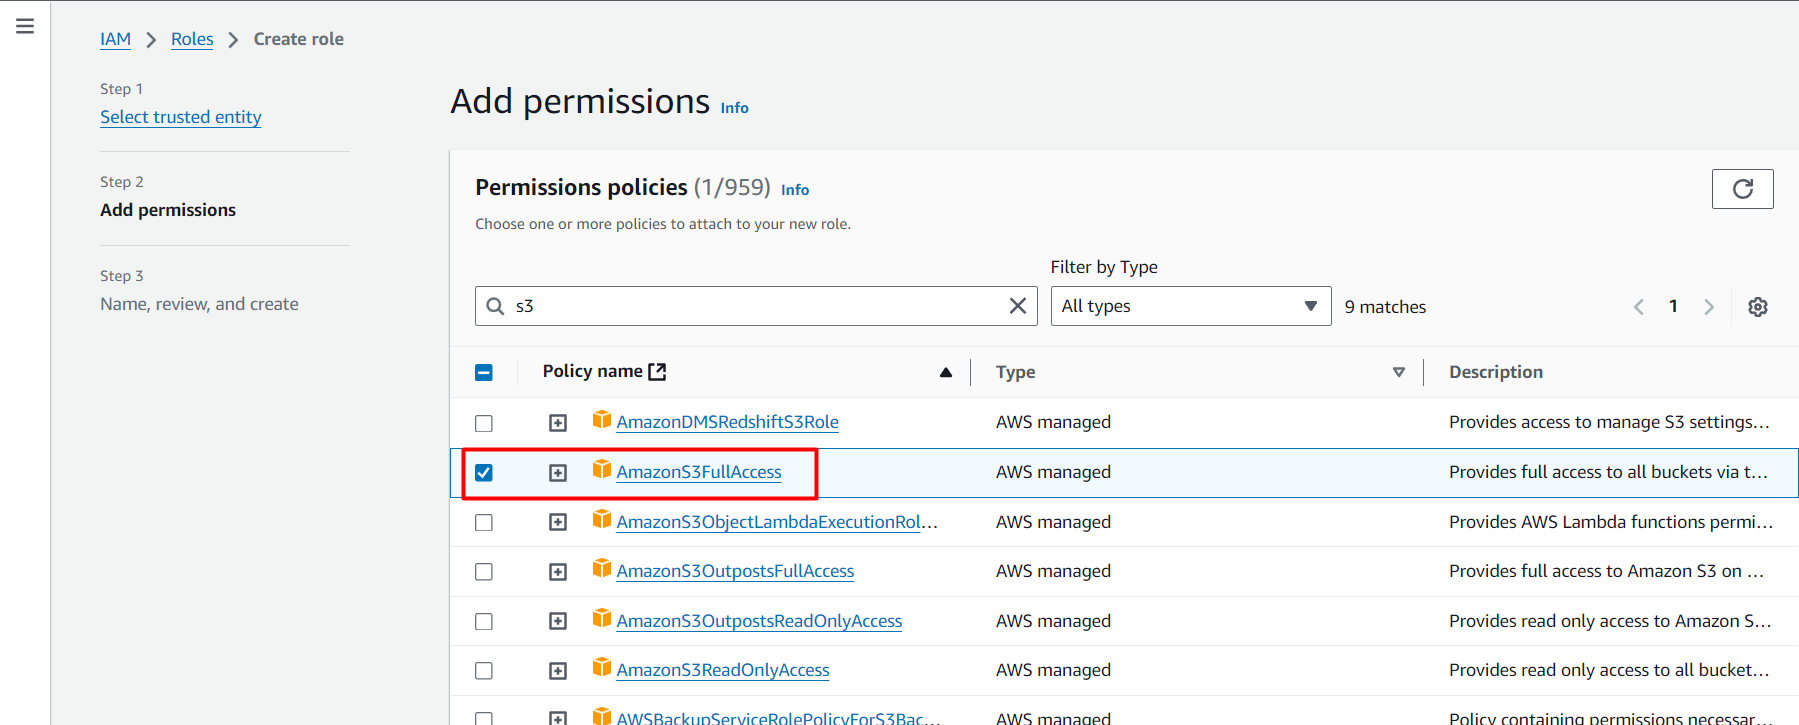 IAM > Roles > Create role
Step 1
Select trusted entity
Step 2
Add permissions
Step 3
Name, review, and create
Add permissions Info
Permissions policies (1/959) Info
Choose one or more policies to attach to your new role.
Filter by Type
s3 All types 9 matches 1
Policy name Type Description
AmazonDMSRedshiftS3Role AWS managed Provides access to manage S3 settings...
AmazonS3FullAccess AWS managed Provides full access to all buckets via t...
AmazonS3ObjectLambdaExecutionRol... AWS managed Provides AWS Lambda functions permi...
AmazonS3OutpostsFullAccess AWS managed Provides full access to Amazon S3 on ...
AmazonS3OutpostsReadOnlyAccess AWS managed Provides read only access to Amazon S...
AmazonS3ReadOnlyAccess AWS managed Provides read only access to all bucket...
AWSBackupServiceRolePolicyForS3Bac... AWS managed Policy containing permissions necessar...